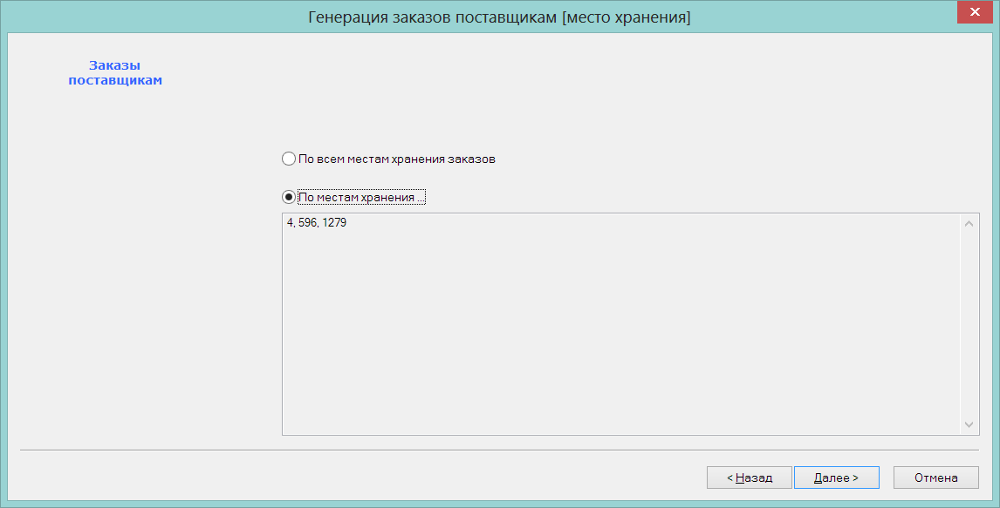 Генерация заказов поставщикам [место хранения]
Заказы
поставщикам
По всем местам хранения заказов
По местам хранения ...
4, 596, 1279
< Назад
Далее >
Отмена